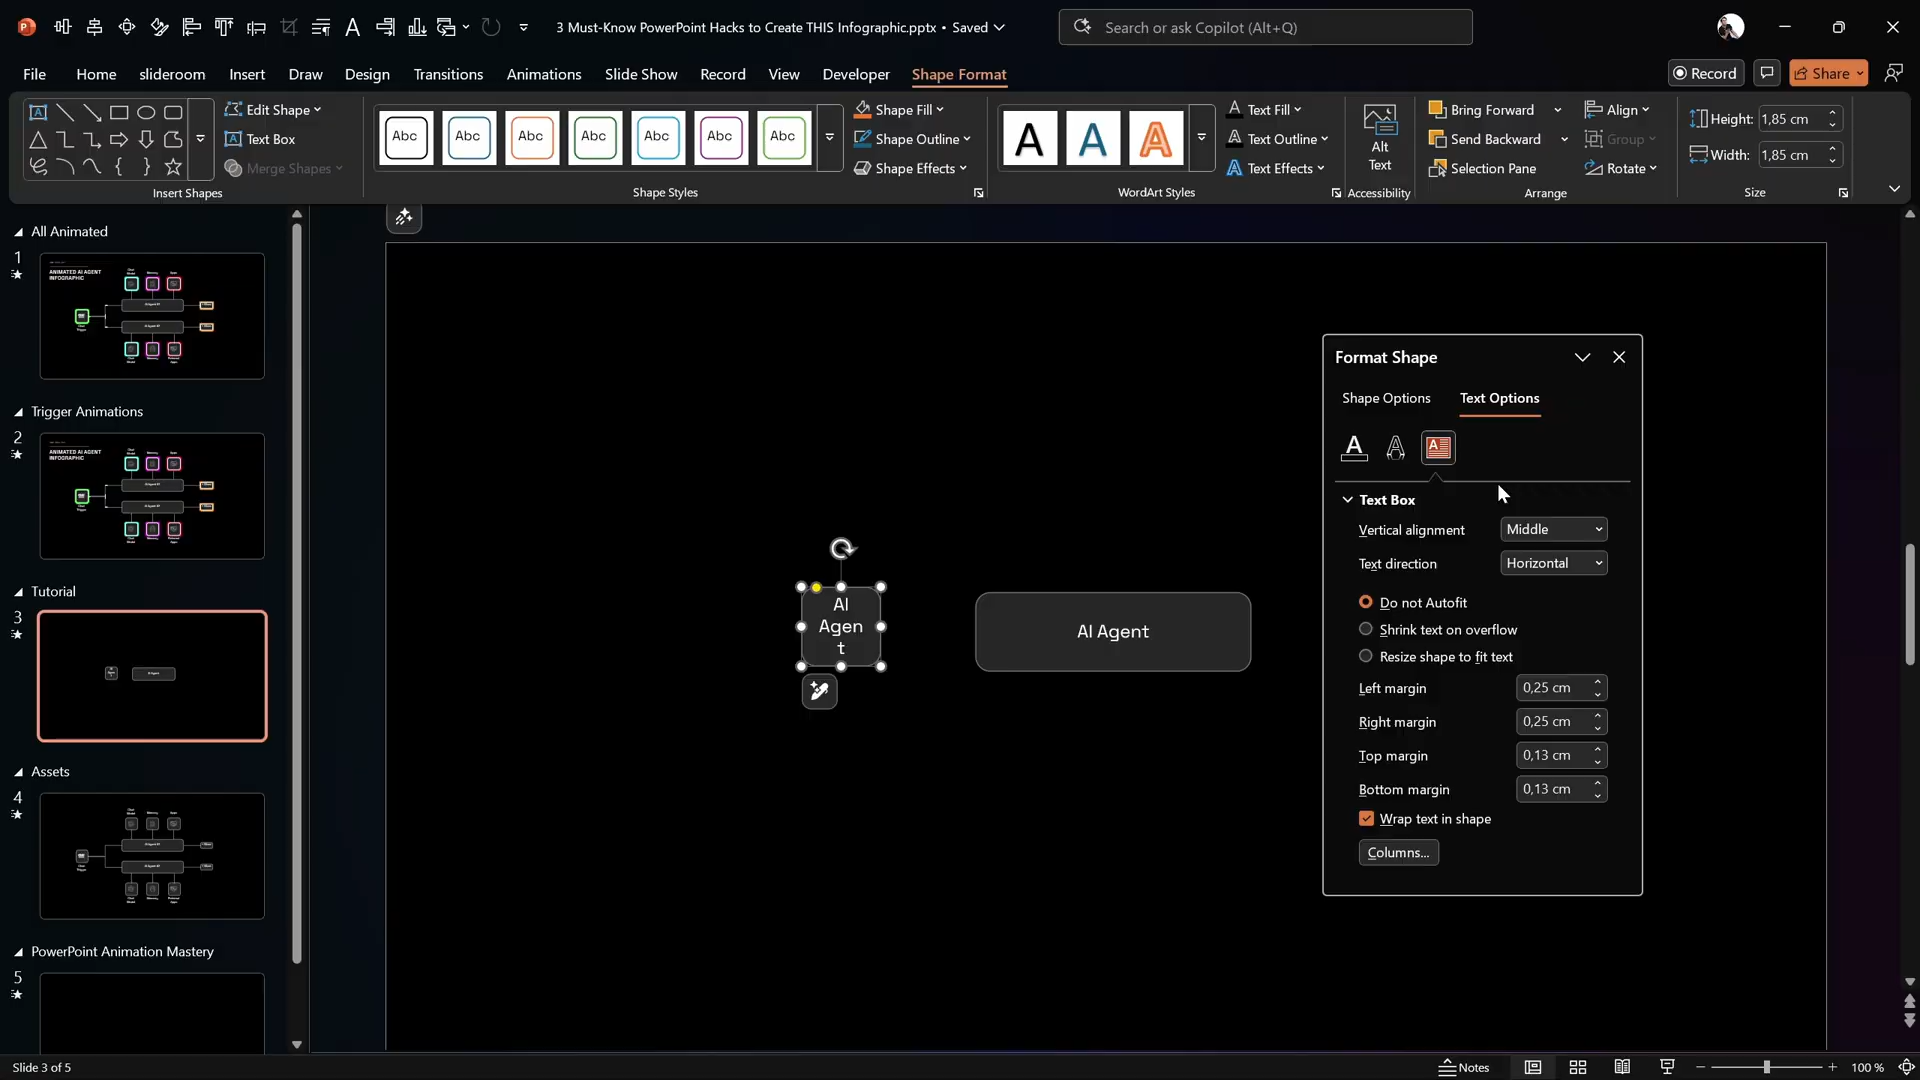 3 Must-Know PowerPoint Hacks to Create THIS Infographic.pptx • Saved
Search or ask Copilot (Alt+Q)
File Home slideroom Insert Draw Design Transitions Animations Slide Show Record View Developer Shape Format
Record
Share
Edit Shape
Text Box
Merge Shapes
Insert Shapes
Abc Abc Abc Abc Abc Abc Abc
Shape Fill
Shape Outline
Shape Effects
Shape Styles
A A A
Text Fill
Text Outline
Text Effects
WordArt Styles
Alt
Text
Accessibility
Bring Forward
Send Backward
Selection Pane
Align
Group
Rotate
Arrange
Height: 1,85 cm
Width: 1,85 cm
Size
All Animated
1
ANIMATED AI AGENT
INFOGRAPHIC
Trigger Animations
2
ANIMATED AI AGENT
INFOGRAPHIC
Tutorial
3
Assets
4
PowerPoint Animation Mastery
5
AI
Agen
t
AI Agent
Format Shape
Shape Options
Text Options
Text Box
Vertical alignment Middle
Text direction Horizontal
Do not Autofit
Shrink text on overflow
Resize shape to fit text
Left margin 0,25 cm
Right margin 0,25 cm
Top margin 0,13 cm
Bottom margin 0,13 cm
Wrap text in shape
Columns...
Slide 3 of 5
Notes
100 %